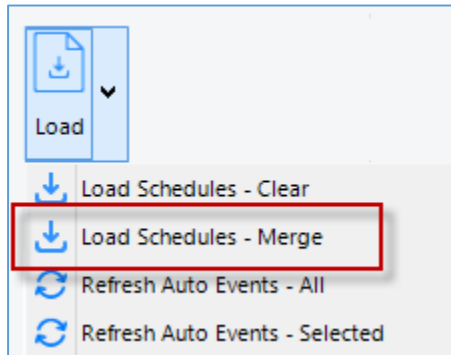 Load
Load Schedules - Clear
Load Schedules - Merge
Refresh Auto Events - All
Refresh Auto Events - Selected